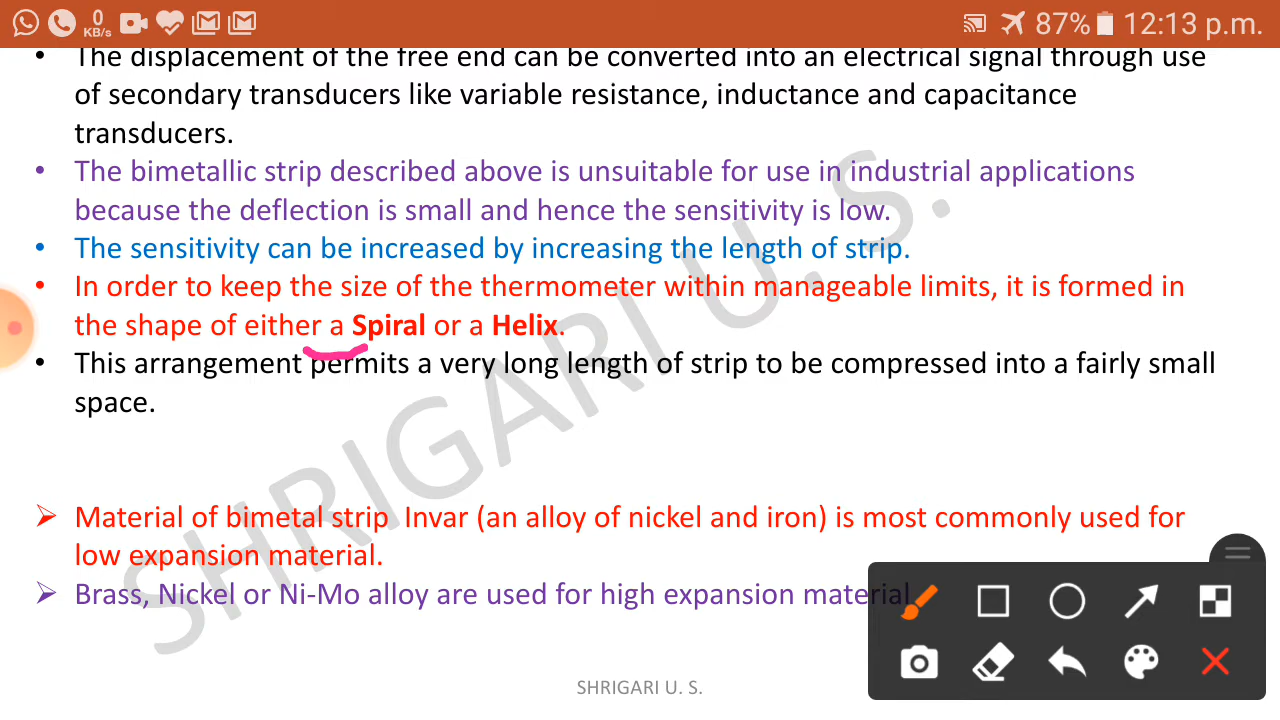 0 KB/s 87% 12:13 p.m.
• The displacement of the free end can be converted into an electrical signal through use
of secondary transducers like variable resistance, inductance and capacitance
transducers.
• The bimetallic strip described above is unsuitable for use in industrial applications
because the deflection is small and hence the sensitivity is low.
• The sensitivity can be increased by increasing the length of strip.
• In order to keep the size of the thermometer within manageable limits, it is formed in
the shape of either a Spiral or a Helix.
• This arrangement permits a very long length of strip to be compressed into a fairly small
space.
➢ Material of bimetal strip Invar (an alloy of nickel and iron) is most commonly used for
low expansion material.
➢ Brass, Nickel or Ni-Mo alloy are used for high expansion material
SHRIGARI U. S.
SHRIGARI U. S.